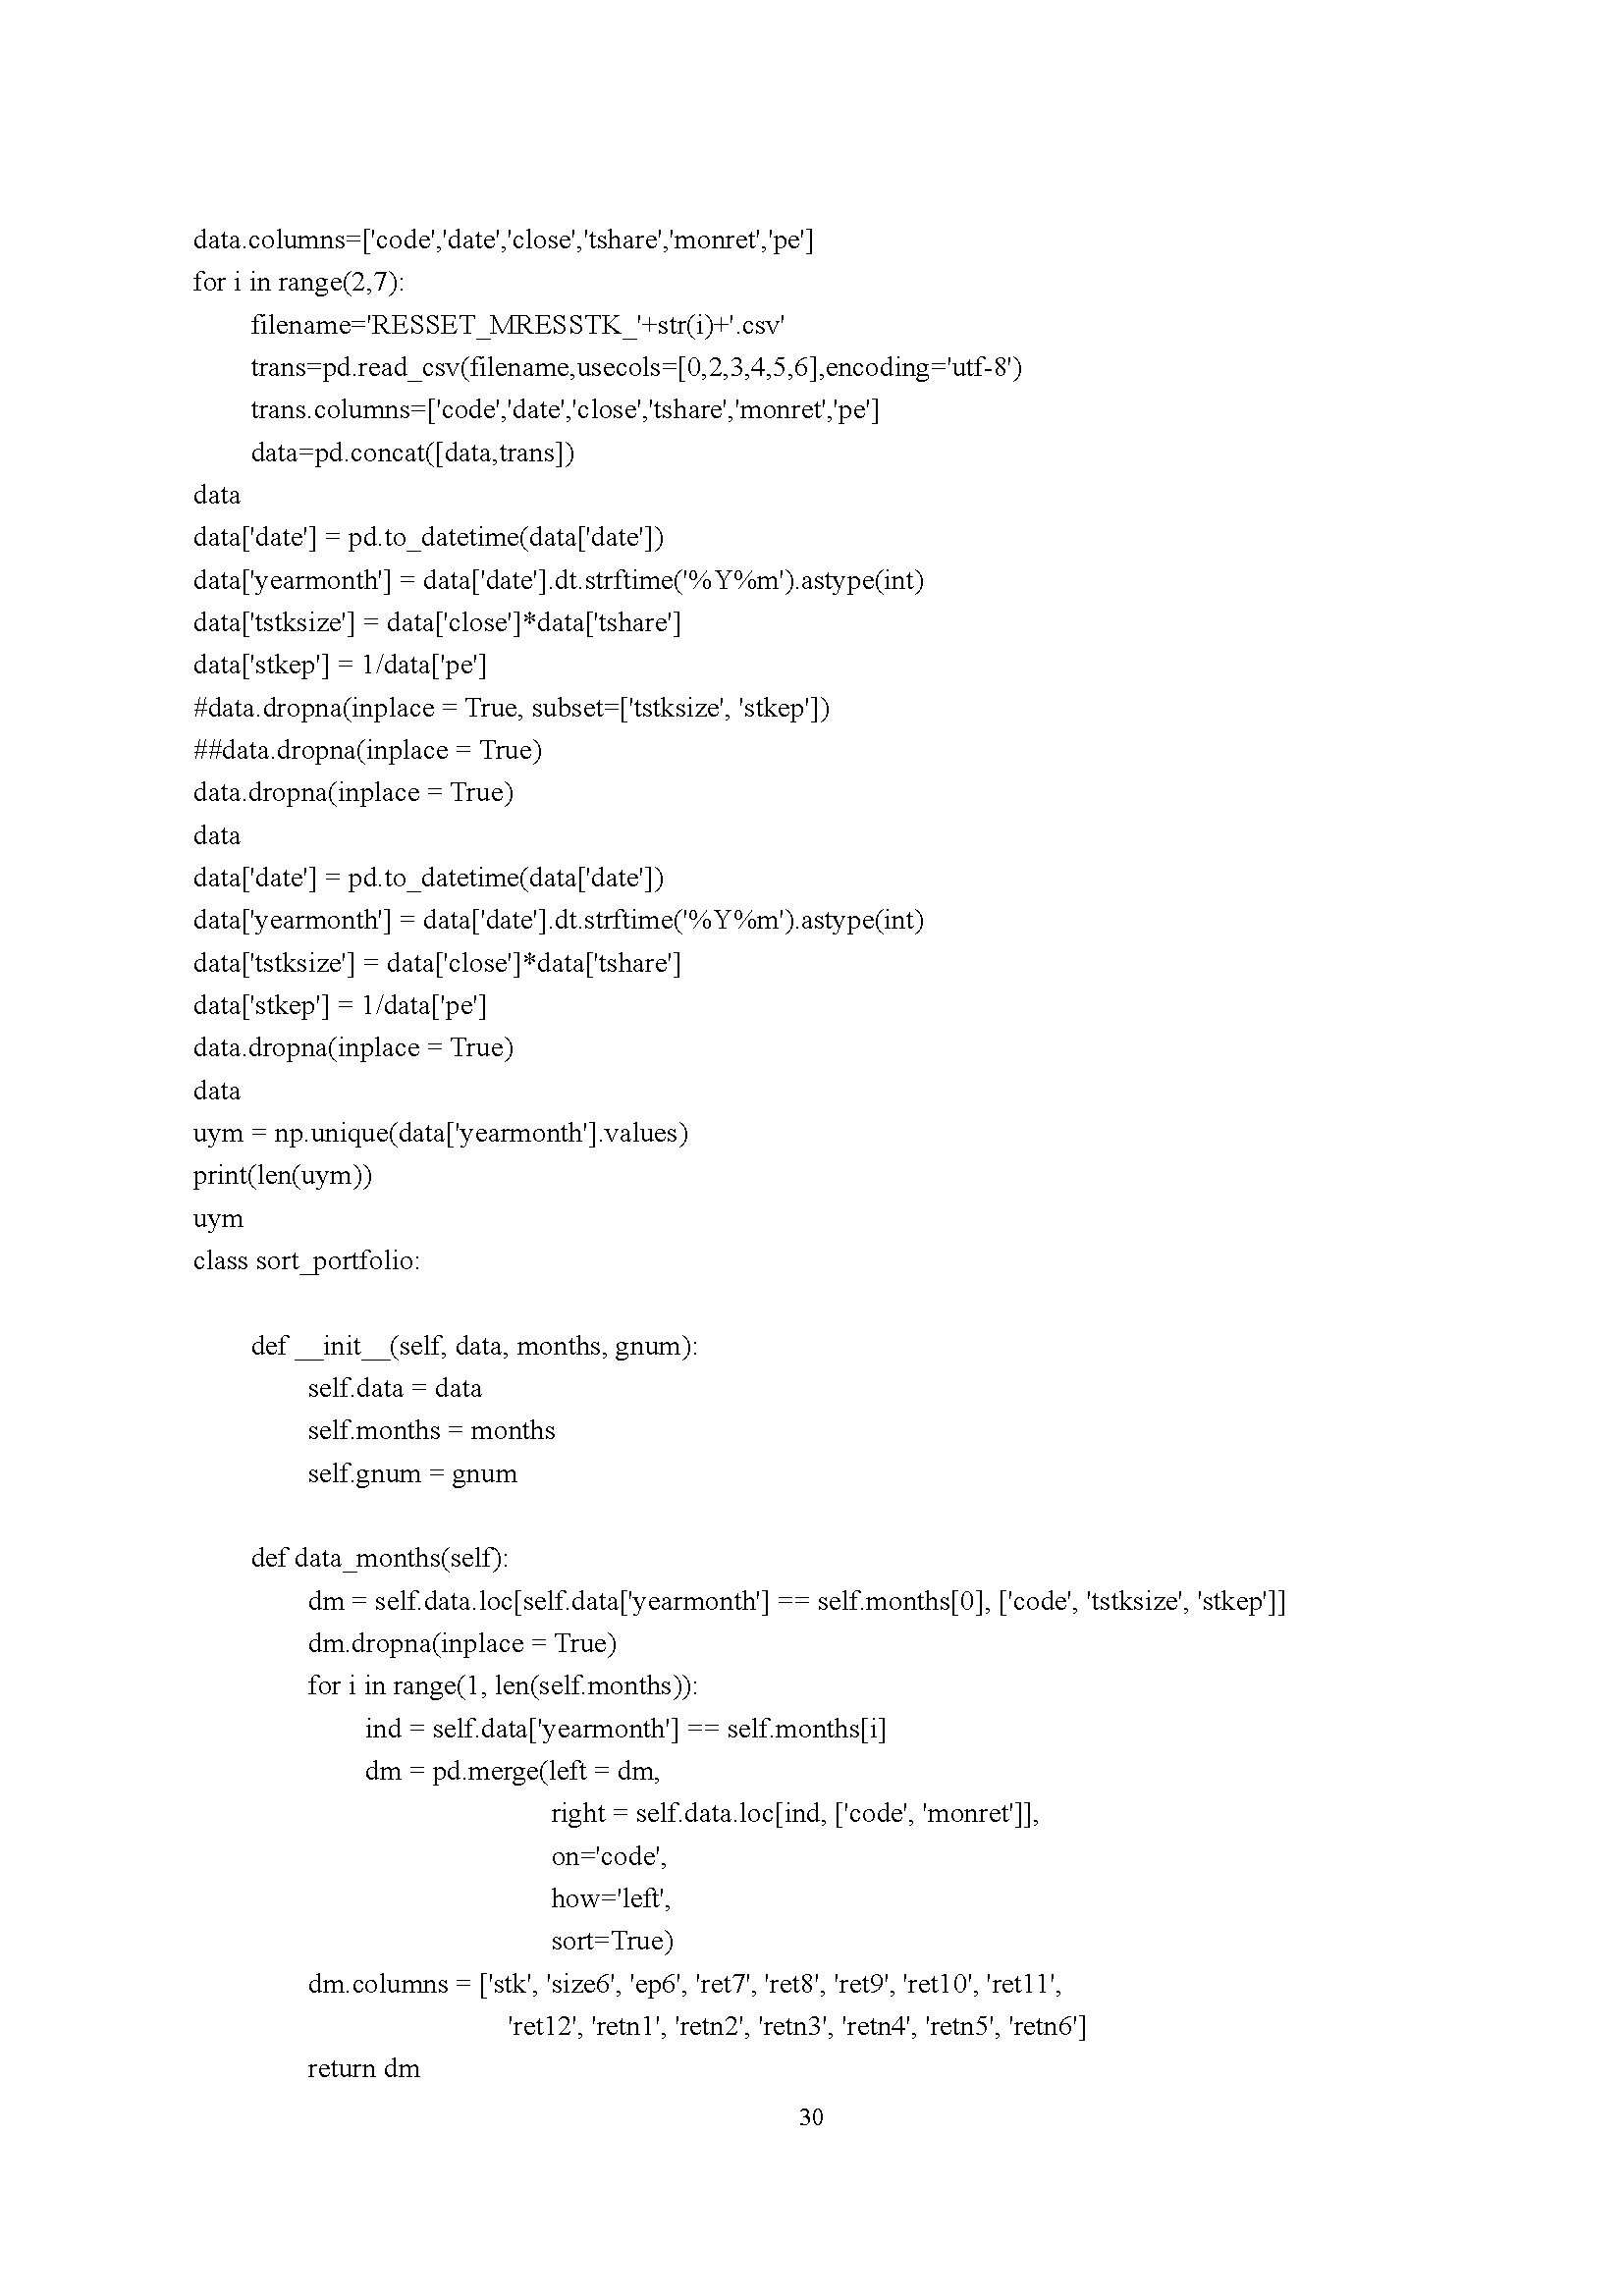 data.columns=['code','date','close','tshare','monret','pe']
for i in range(2,7):
filename='RESSET_MRESSTK_'+str(i)+'.csv'
trans=pd.read_csv(filename,usecols=[0,2,3,4,5,6],encoding='utf-8')
trans.columns=['code','date','close','tshare','monret','pe']
data=pd.concat([data,trans])
data
data['date'] = pd.to_datetime(data['date'])
data['yearmonth'] = data['date'].dt.strftime('%Y%m').astype(int)
data['tstksize'] = data['close']*data['tshare']
data['stkep'] = 1/data['pe']
#data.dropna(inplace = True, subset=['tstksize', 'stkep'])
##data.dropna(inplace = True)
data.dropna(inplace = True)
data
data['date'] = pd.to_datetime(data['date'])
data['yearmonth'] = data['date'].dt.strftime('%Y%m').astype(int)
data['tstksize'] = data['close']*data['tshare']
data['stkep'] = 1/data['pe']
data.dropna(inplace = True)
data
uym = np.unique(data['yearmonth'].values)
print(len(uym))
uym
class sort_portfolio:
def __init__(self, data, months, gnum):
self.data = data
self.months = months
self.gnum = gnum
def data_months(self):
dm = self.data.loc[self.data['yearmonth'] == self.months[0], ['code', 'tstksize', 'stkep']]
dm.dropna(inplace = True)
for i in range(1, len(self.months)):
ind = self.data['yearmonth'] == self.months[i]
dm = pd.merge(left = dm,
right = self.data.loc[ind, ['code', 'monret']],
on='code',
how='left',
sort=True)
dm.columns = ['stk', 'size6', 'ep6', 'ret7', 'ret8', 'ret9', 'ret10', 'ret11',
'ret12', 'retn1', 'retn2', 'retn3', 'retn4', 'retn5', 'retn6']
return dm
30